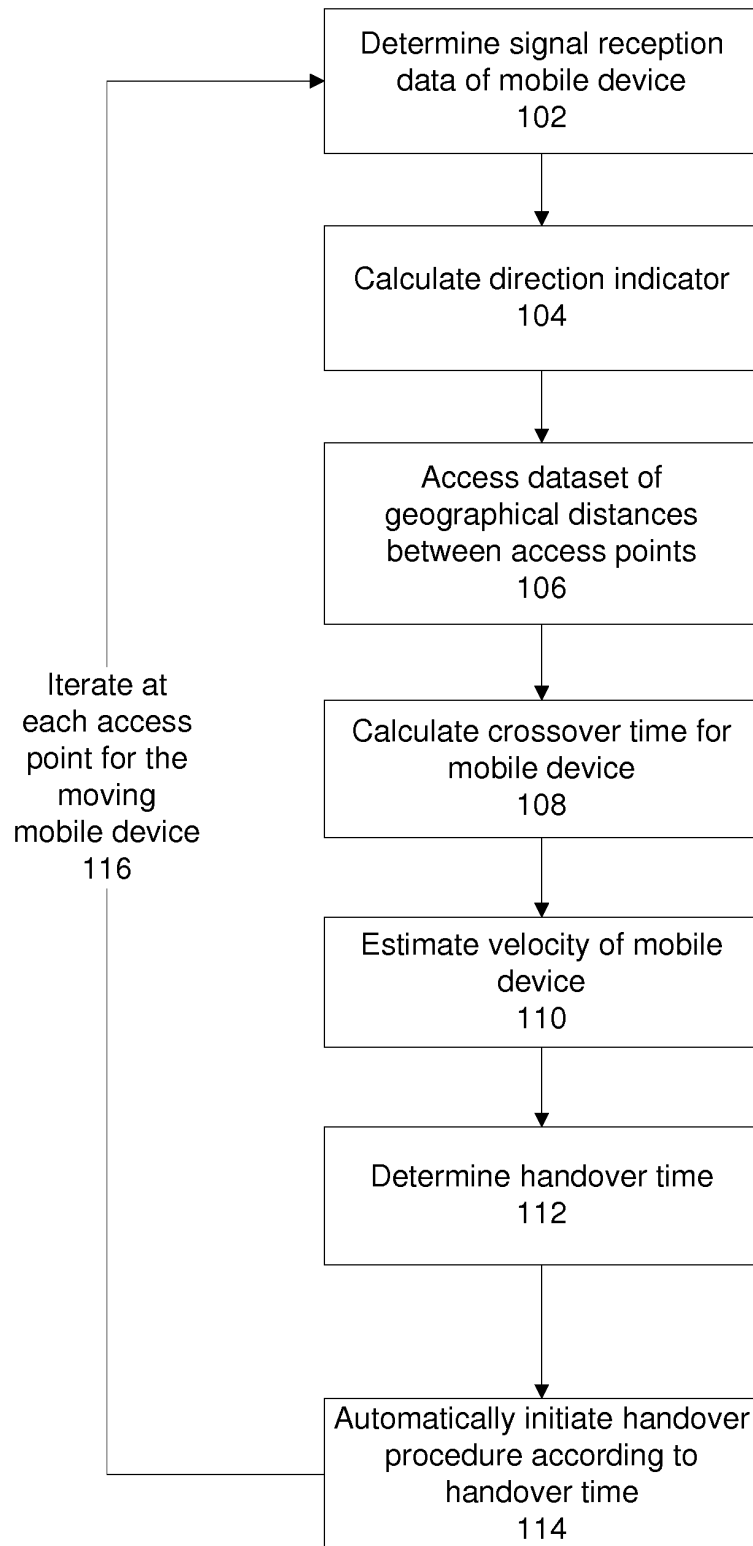 Determine signal reception
data of mobile device
102
Calculate direction indicator
104
Access dataset of
geographical distances
between access points
106
Calculate crossover time for
mobile device
108
Estimate velocity of mobile
device
110
Determine handover time
112
Automatically initiate handover
procedure according to
handover time
114
Iterate at
each access
point for the
moving
mobile device
116